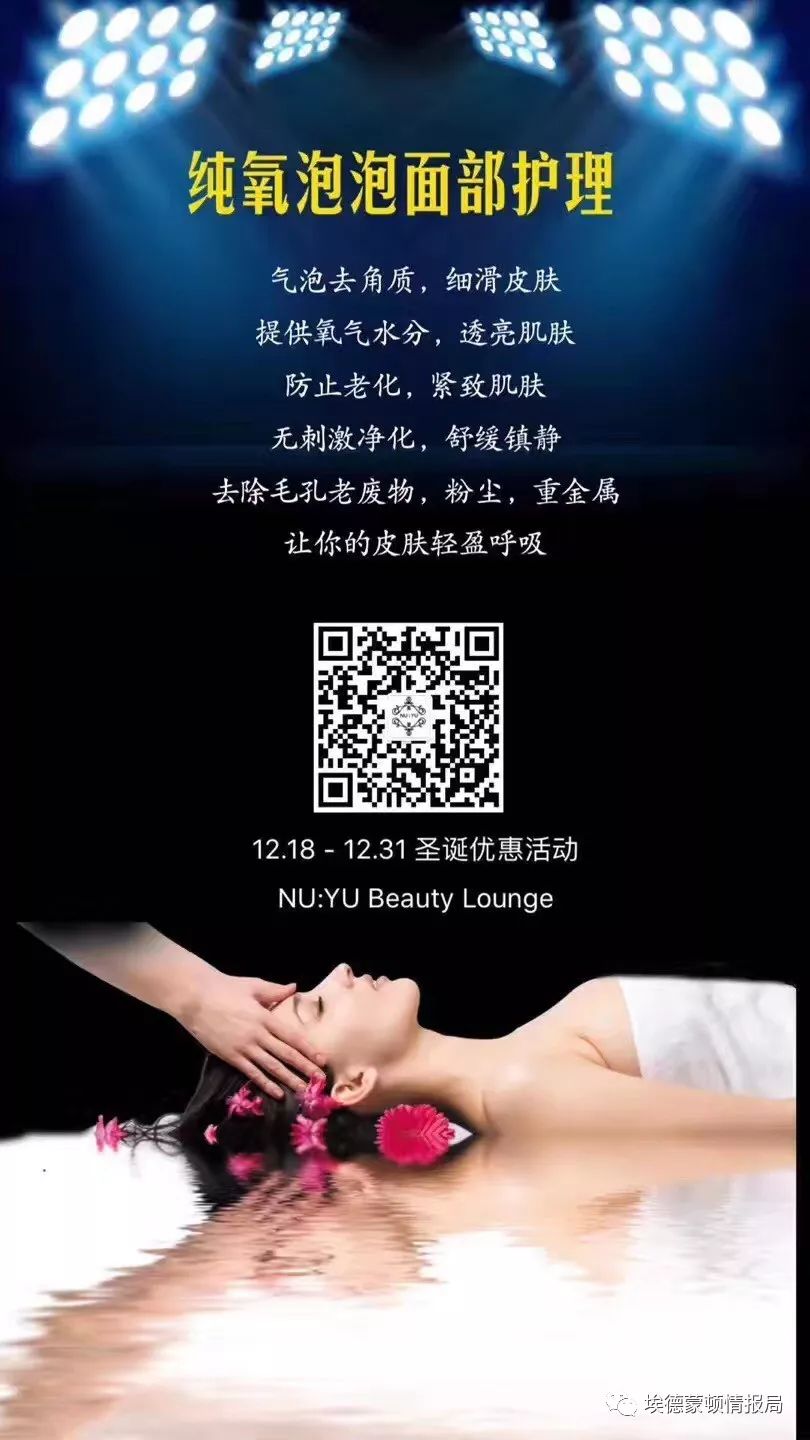 纯氧泡泡面部护理
气泡去角质，细滑皮肤
提供氧气水分，透亮肌肤
防止老化，紧致肌肤
无刺激净化，舒缓镇静
去除毛孔老废物，粉尘，重金属
让你的皮肤轻盈呼吸
NU:YU
12.18 - 12.31 圣诞优惠活动
NU:YU Beauty Lounge
埃德蒙顿情报局